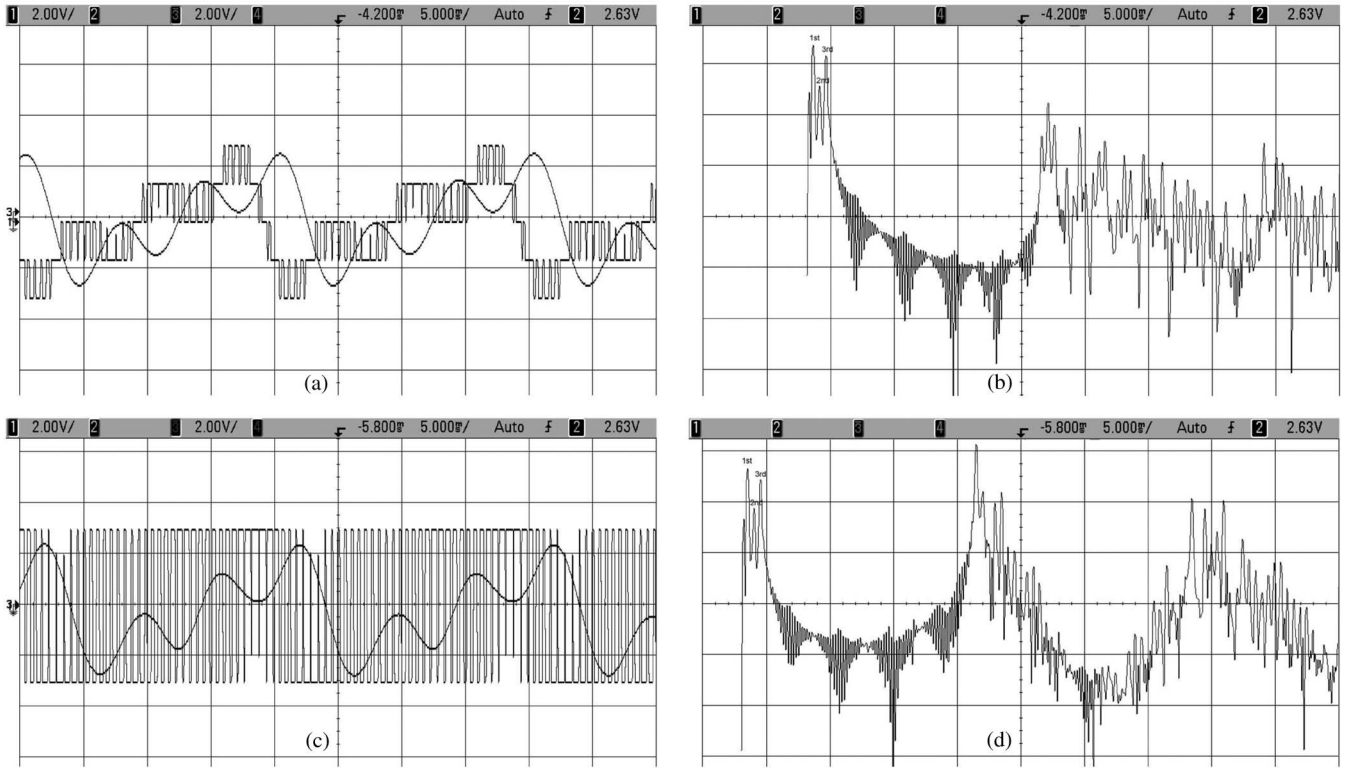 1 2.00V/ 2 3 2.00V/ 4 -4.200 5.000 / Auto 2 2.63V
1 2 3 4 -4.200 5.000 / Auto 2 2.63V
1st
3rd
2nd
(a)
(b)
1 2.00V/ 2 3 2.00V/ 4 -5.800 5.000 / Auto 2 2.63V
1 2 3 4 -5.800 5.000 / Auto 2 2.63V
1st
3rd
2nd
(c)
(d)